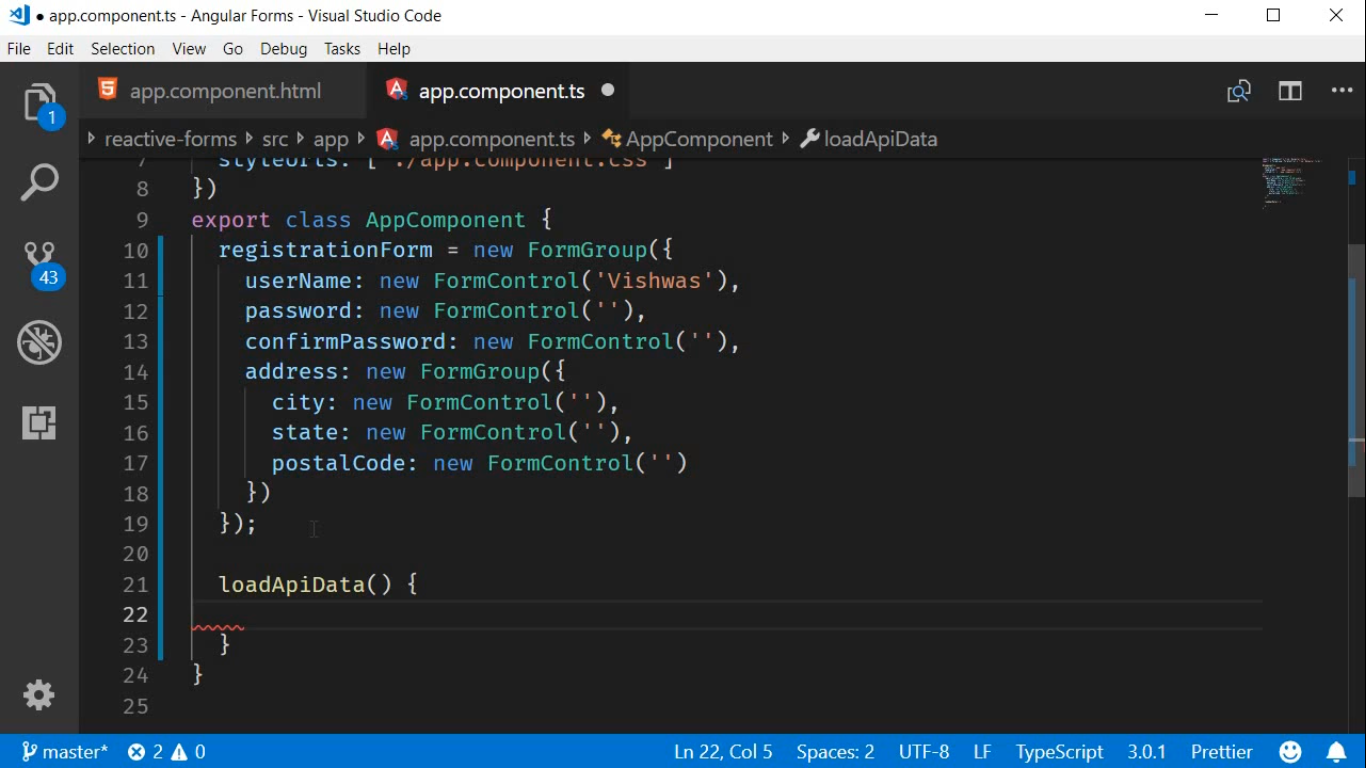 ● app.component.ts - Angular Forms - Visual Studio Code
File Edit Selection View Go Debug Tasks Help
app.component.html app.component.ts
reactive-forms src app app.component.ts AppComponent loadApiData
1
43
7 styleUrls: ['./app.component.css']
8 })
9 export class AppComponent {
10 registrationForm = new FormGroup({
11 userName: new FormControl('Vishwas'),
12 password: new FormControl(''),
13 confirmPassword: new FormControl(''),
14 address: new FormGroup({
15 city: new FormControl(''),
16 state: new FormControl(''),
17 postalCode: new FormControl('')
18 })
19 });
20
21 loadApiData() {
22
23 }
24 }
25
master* 2 0 Ln 22, Col 5 Spaces: 2 UTF-8 LF TypeScript 3.0.1 Prettier